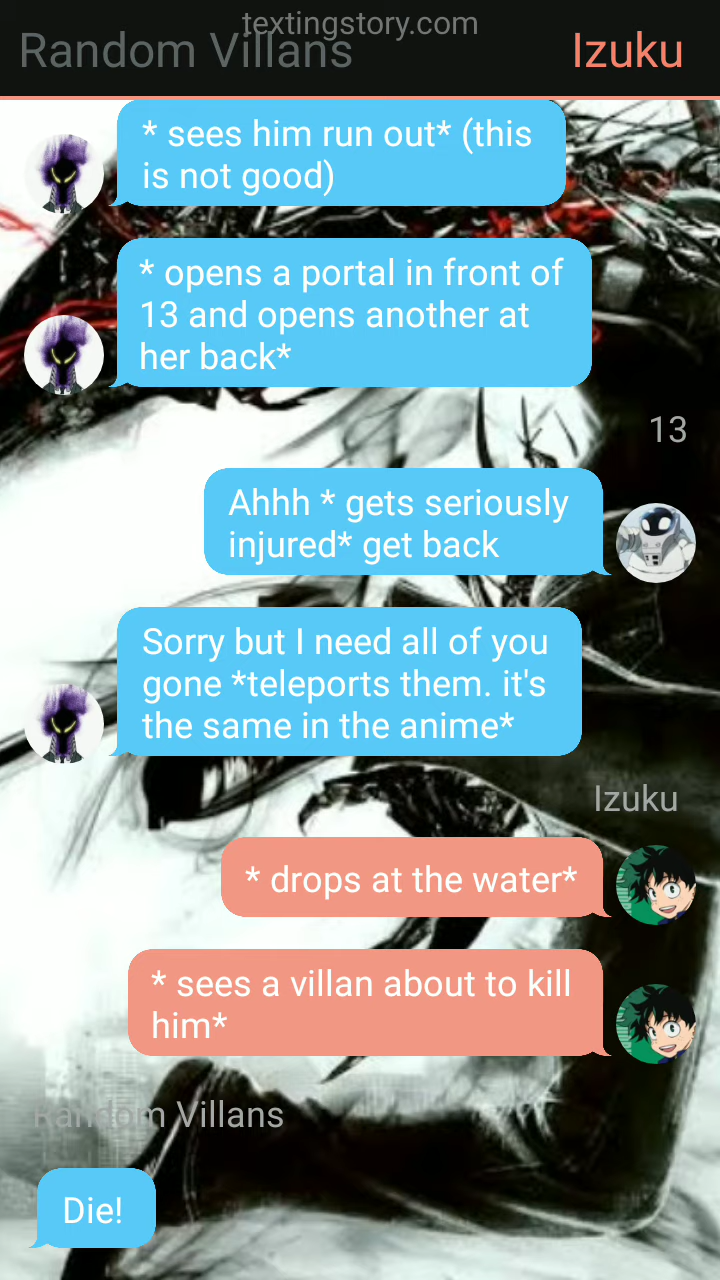 textingstory.com
Random Villans
Izuku
* sees him run out* (this
is not good)
* opens a portal in front of
13 and opens another at
her back*
13
Ahhh * gets seriously
injured* get back
Sorry but I need all of you
gone *teleports them. it's
the same in the anime*
Izuku
* drops at the water*
* sees a villan about to kill
him*
Random Villans
Die!